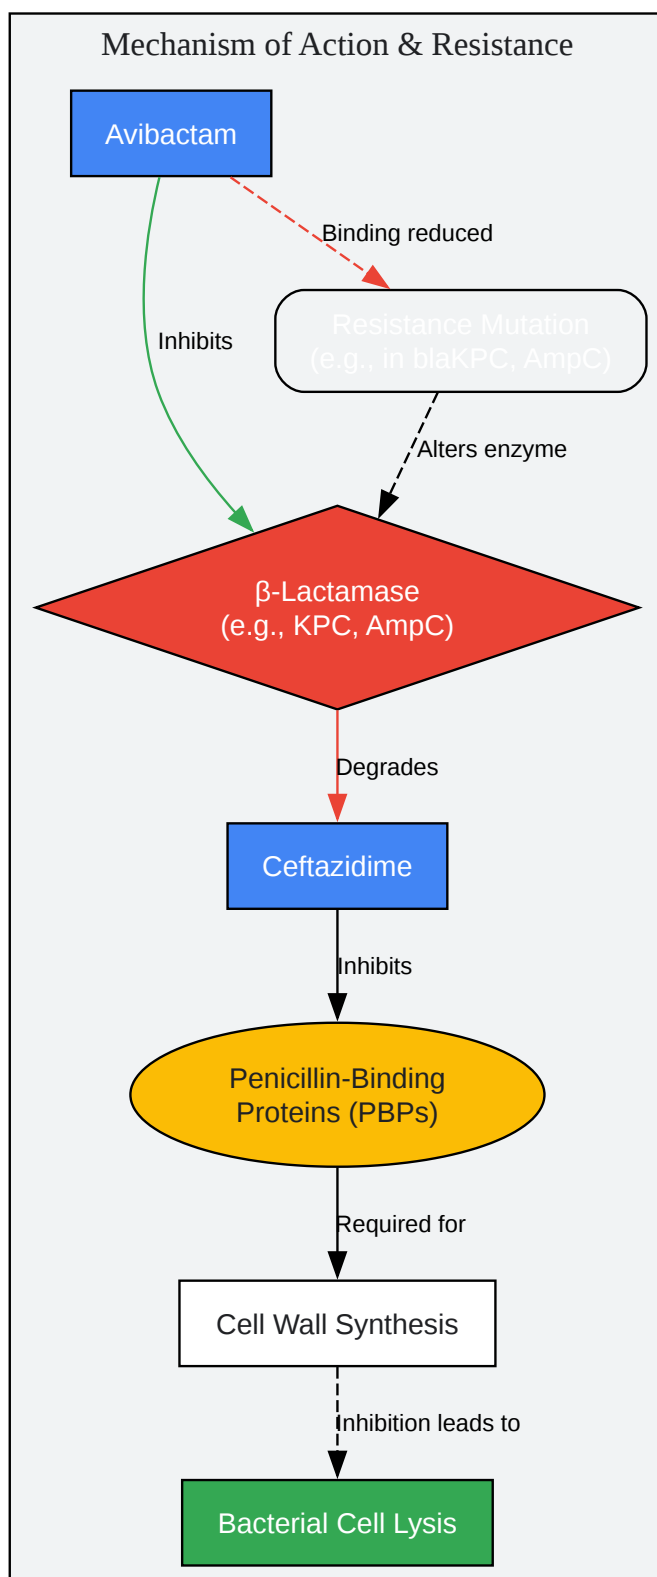 Mechanism of Action & Resistance
Avibactam
Binding reduced
Resistance Mutation
(e.g., in blaKPC, AmpC)
Inhibits
Alters enzyme
β-Lactamase
(e.g., KPC, AmpC)
Degrades
Ceftazidime
Inhibits
Penicillin-Binding
Proteins (PBPs)
Required for
Cell Wall Synthesis
Inhibition leads to
Bacterial Cell Lysis